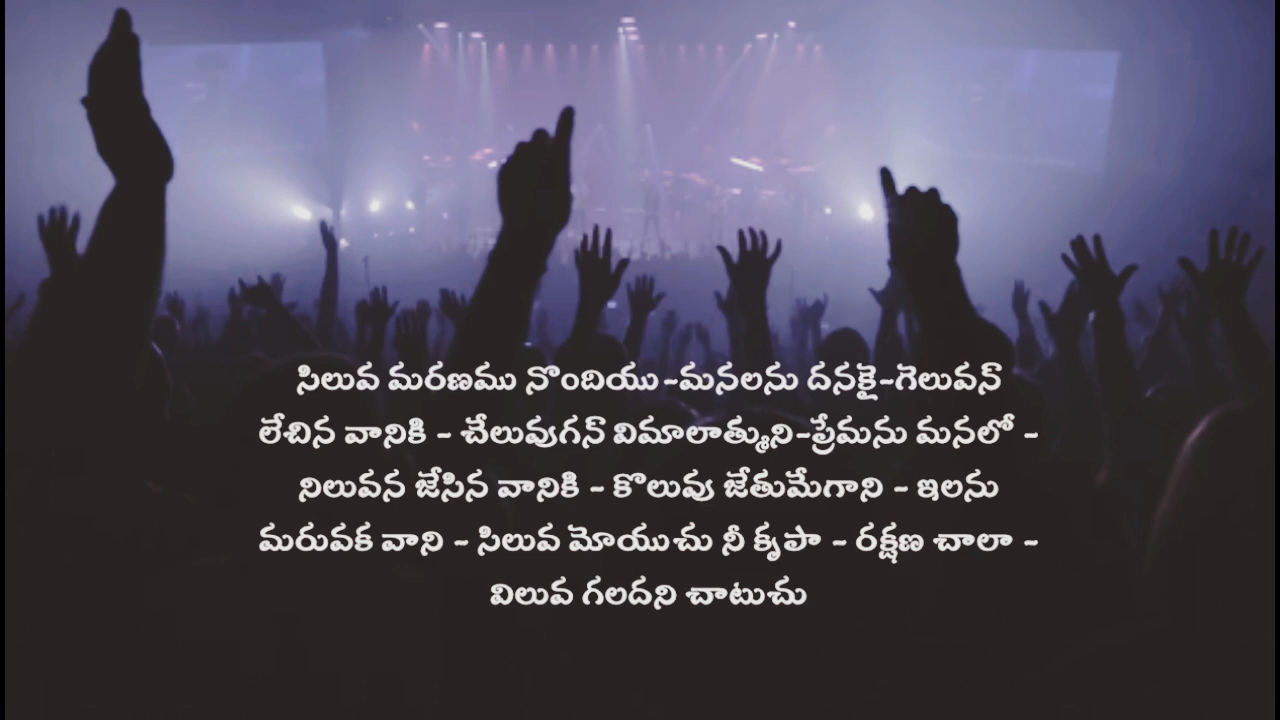 సిలువ మరణము నొందియు-మనలను దనకై-గెలువన్
లేచిన వానికి - చేలువుగన్ విమాలాత్ముని-ప్రేమను మనలో -
నిలువన జేసిన వానికి - కొలువు జేతుమేగాని - ఇలను
మరువక వాని - సిలువ మోయుచు నీ కృపా - రక్షణ చాలా -
విలువ గలదని చాటుచు